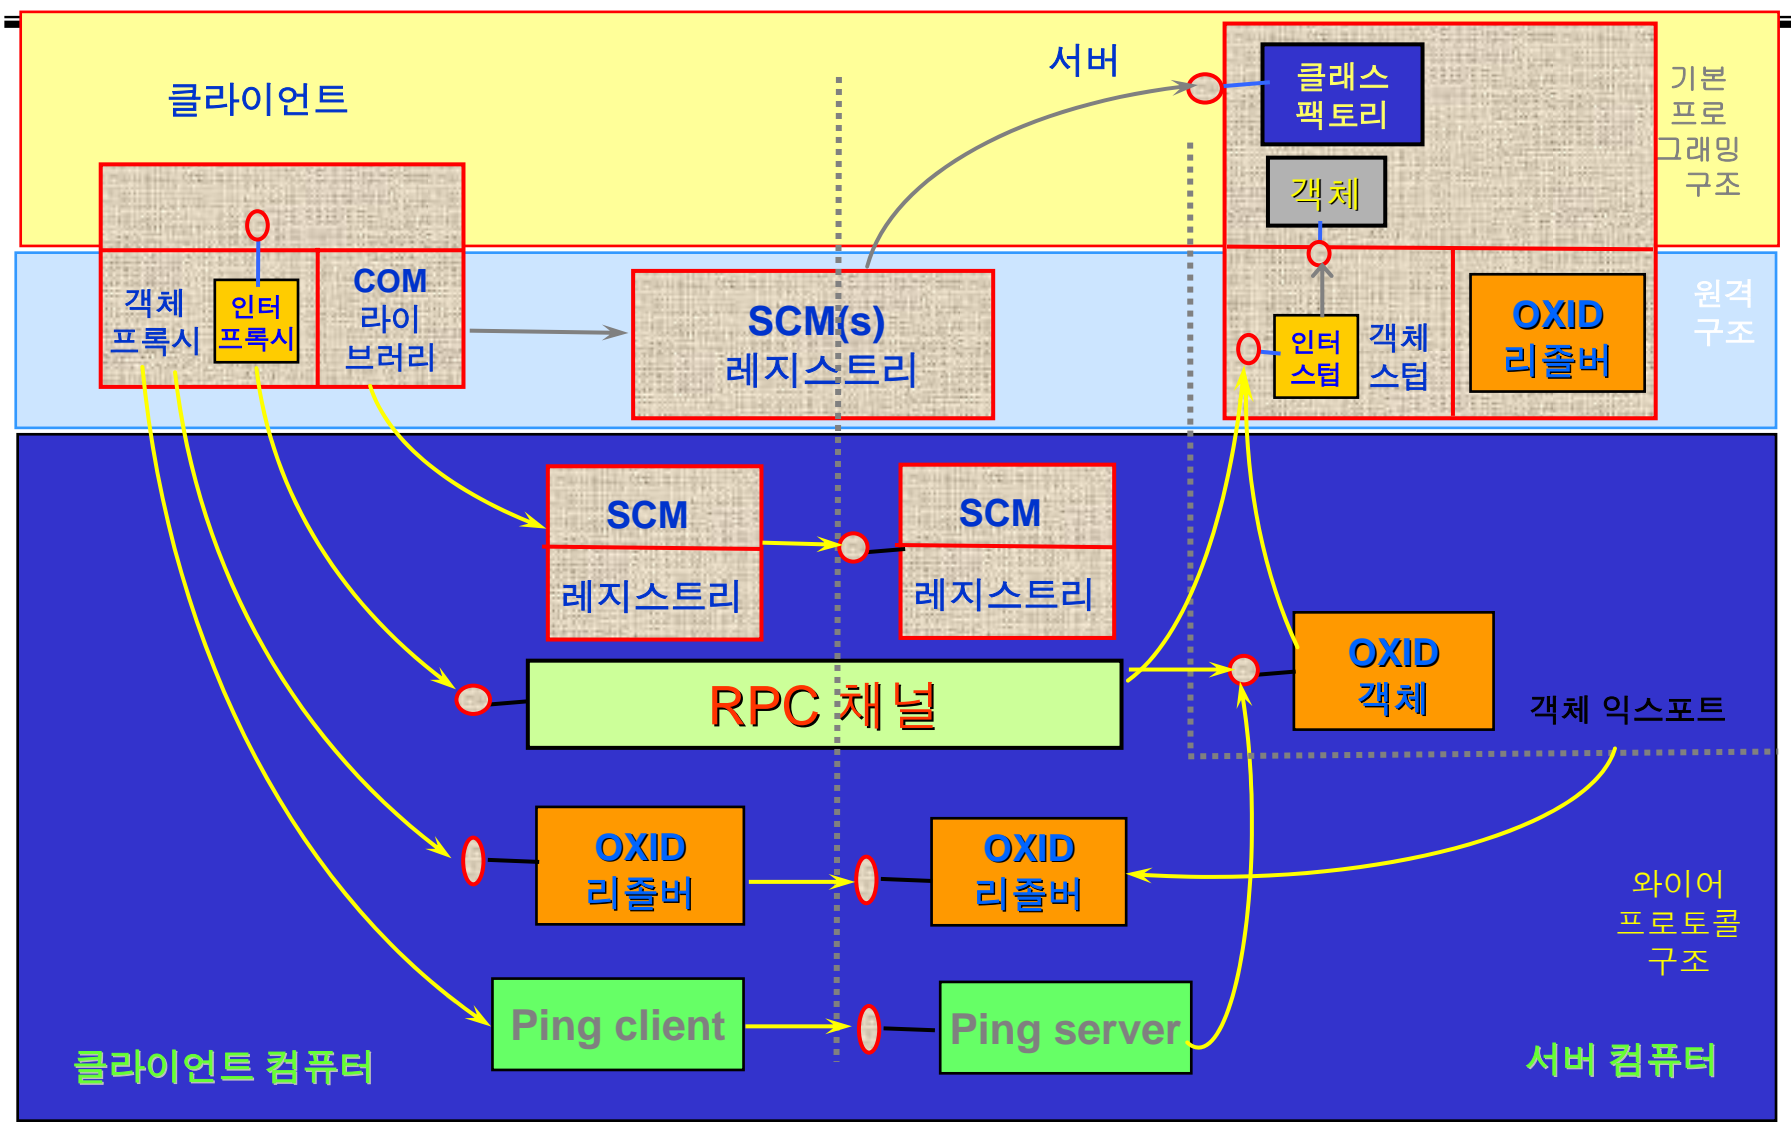 서버
클라이언트
클래스
팩토리
기본
프로
그래밍
구조
객체
객체
프록시
인터
프록시
COM
라이
브러리
SCM(s)
레지스트리
인터
스텁
객체
스텁
OXID
리졸버
원격
구조
SCM
레지스트리
SCM
레지스트리
RPC 채널
OXID
객체
객체 익스포트
OXID
리졸버
OXID
리졸버
와이어
프로토콜
구조
Ping client
Ping server
클라이언트 컴퓨터
서버 컴퓨터